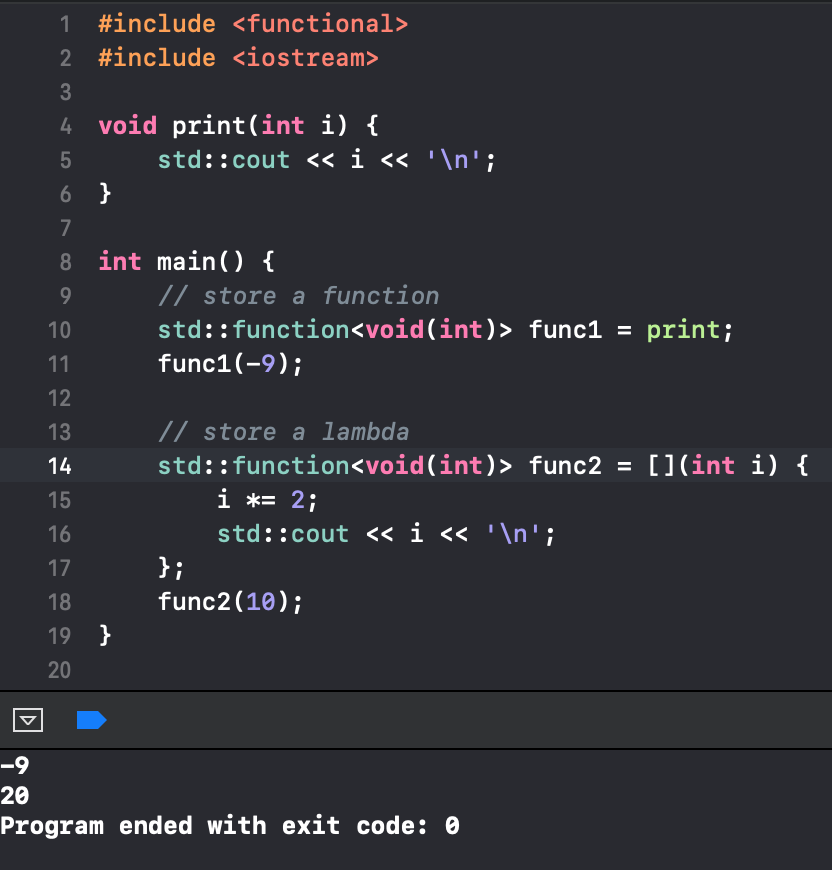 1 #include <functional>
2 #include <iostream>
3
4 void print(int i) {
5     std::cout << i << '\n';
6 }
7
8 int main() {
9     // store a function
10     std::function<void(int)> func1 = print;
11     func1(-9);
12
13     // store a lambda
14     std::function<void(int)> func2 = [](int i) {
15         i *= 2;
16         std::cout << i << '\n';
17     };
18     func2(10);
19 }
20
-9
20
Program ended with exit code: 0